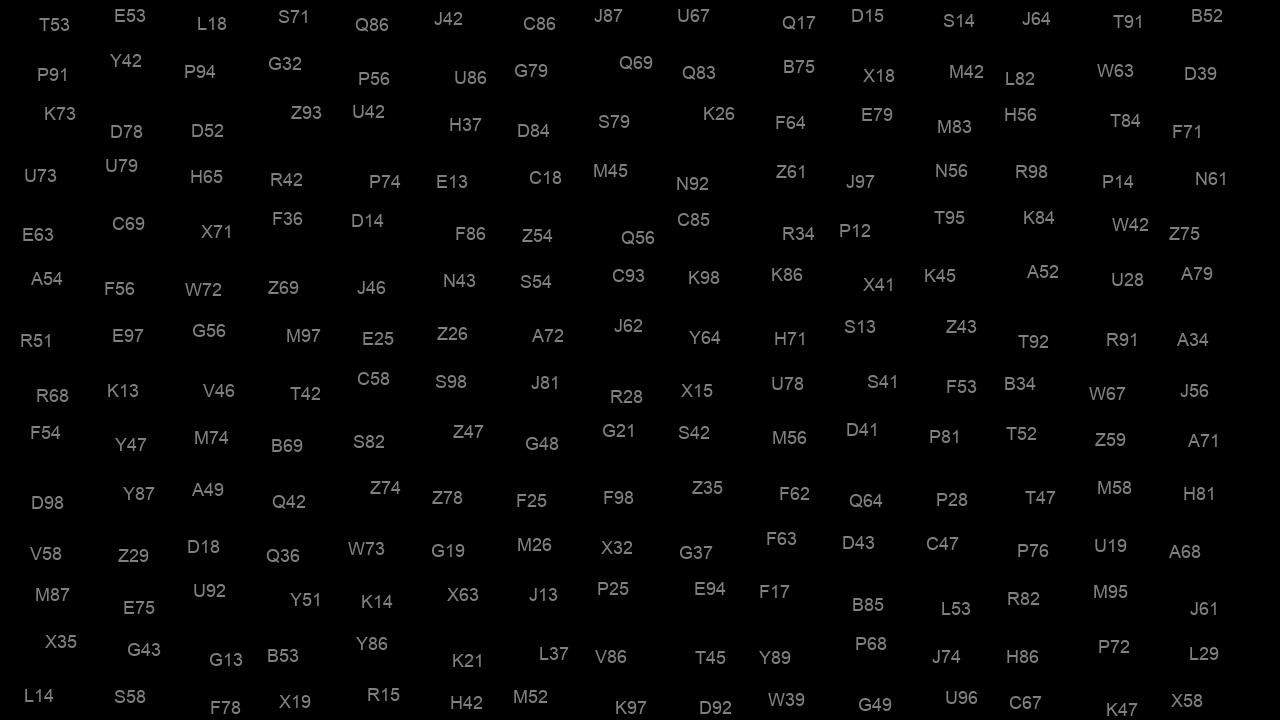 T53 E53 L18 S71 Q86 J42 C86 J87 U67 Q17 D15 S14 J64 T91 B52
P91 Y42 P94 G32 P56 U86 G79 Q69 Q83 B75 X18 M42 L82 W63 D39
K73 D78 D52 Z93 U42 H37 D84 S79 K26 F64 E79 M83 H56 T84 F71
U73 U79 H65 R42 P74 E13 C18 M45 N92 Z61 J97 N56 R98 P14 N61
E63 C69 X71 F36 D14 F86 Z54 Q56 C85 R34 P12 T95 K84 W42 Z75
A54 F56 W72 Z69 J46 N43 S54 C93 K98 K86 X41 K45 A52 U28 A79
R51 E97 G56 M97 E25 Z26 A72 J62 Y64 H71 S13 Z43 T92 R91 A34
R68 K13 V46 T42 C58 S98 J81 R28 X15 U78 S41 F53 B34 W67 J56
F54 Y47 M74 B69 S82 Z47 G48 G21 S42 M56 D41 P81 T52 Z59 A71
D98 Y87 A49 Q42 Z74 Z78 F25 F98 Z35 F62 Q64 P28 T47 M58 H81
V58 Z29 D18 Q36 W73 G19 M26 X32 G37 F63 D43 C47 P76 U19 A68
M87 E75 U92 Y51 K14 X63 J13 P25 E94 F17 B85 L53 R82 M95 J61
X35 G43 G13 B53 Y86 K21 L37 V86 T45 Y89 P68 J74 H86 P72 L29
L14 S58 F78 X19 R15 H42 M52 K97 D92 W39 G49 U96 C67 K47 X58